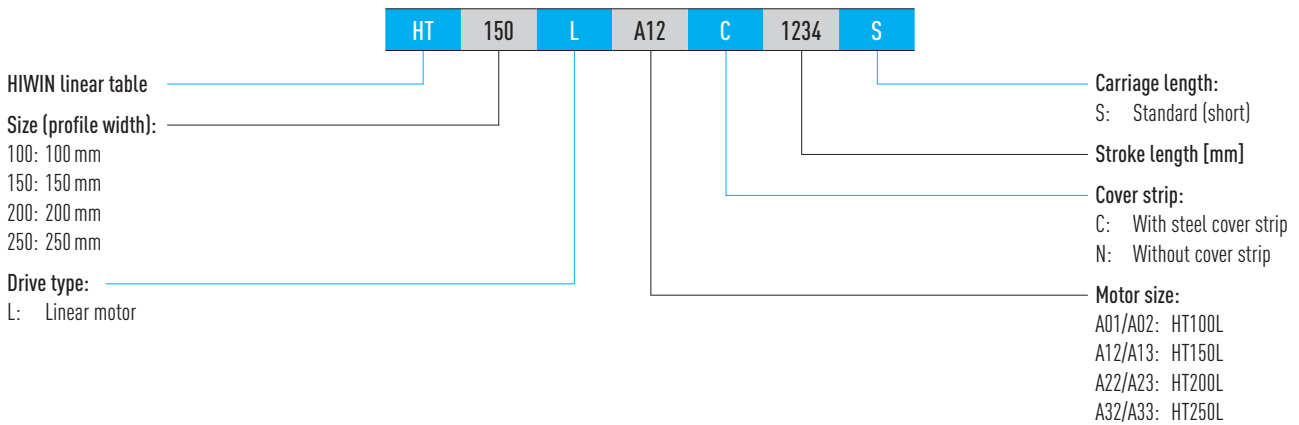 HT 150 L A12 C 1234 S
HIWIN linear table
Size (profile width):
100: 100 mm
150: 150 mm
200: 200 mm
250: 250 mm
Drive type:
L: Linear motor
Carriage length:
S: Standard (short)
Stroke length [mm]
Cover strip:
C: With steel cover strip
N: Without cover strip
Motor size:
A01/A02: HT100L
A12/A13: HT150L
A22/A23: HT200L
A32/A33: HT250L